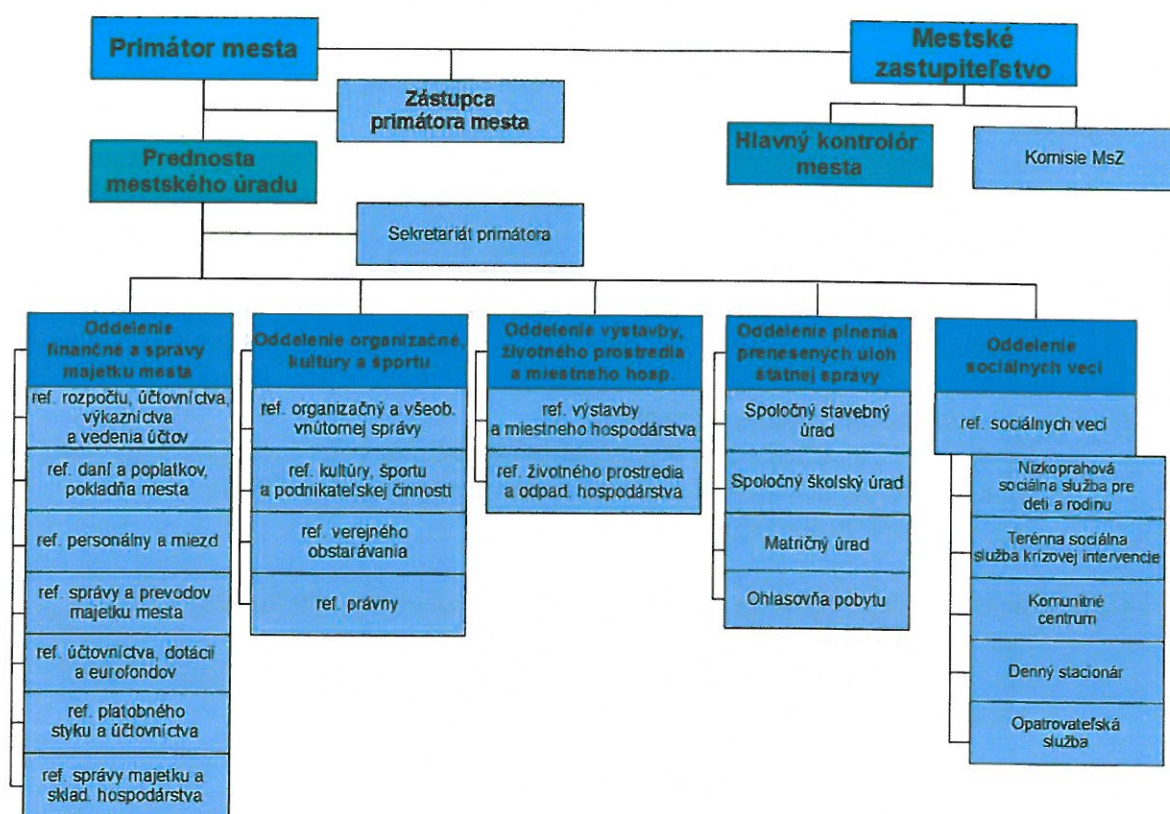 Primátor mesta
Mestské
zastupiteľstvo
Zástupca
primátora mesta
Prednosta
mestského úradu
Hlavný kontrolór
mesta
Komisie MsZ
Sekretariát primátora
Oddelenie
finančné a správy
majetku mesta
ref. rozpočtu, účtovníctva,
výkazníctva
a vedenia účtov
ref. daní a poplatkov,
pokladňa mesta
ref. personálny a miezd
ref. správy a prevodov
majetku mesta
ref. účtovníctva, dotácií
a eurofondov
ref. platobného
styku a účtovníctva
ref. správy majetku a
sklad. hospodárstva
Oddelenie organizačné,
kultúry a športu
ref. organizačný a všeob.
vnútornej správy
ref. kultúry, športu
a podnikateľskej činnosti
ref. verejného
obstarávania
ref. právny
Oddelenie výstavby,
životného prostredia
a miestneho hosp.
ref. výstavby
a miestneho hospodárstva
ref. životného prostredia
a odpad. hospodárstva
Oddelenie plnenia
prenesených úloh
štátnej správy
Spoločný stavebný
úrad
Spoločný školský úrad
Matričný úrad
Ohlasovňa pobytu
Oddelenie
sociálnych vecí
ref. sociálnych vecí
Nízkoprahová
sociálna služba pre
deti a rodinu
Terénna sociálna
služba krízovej intervencie
Komunitné
centrum
Denný stacionár
Opatrovateľská
služba